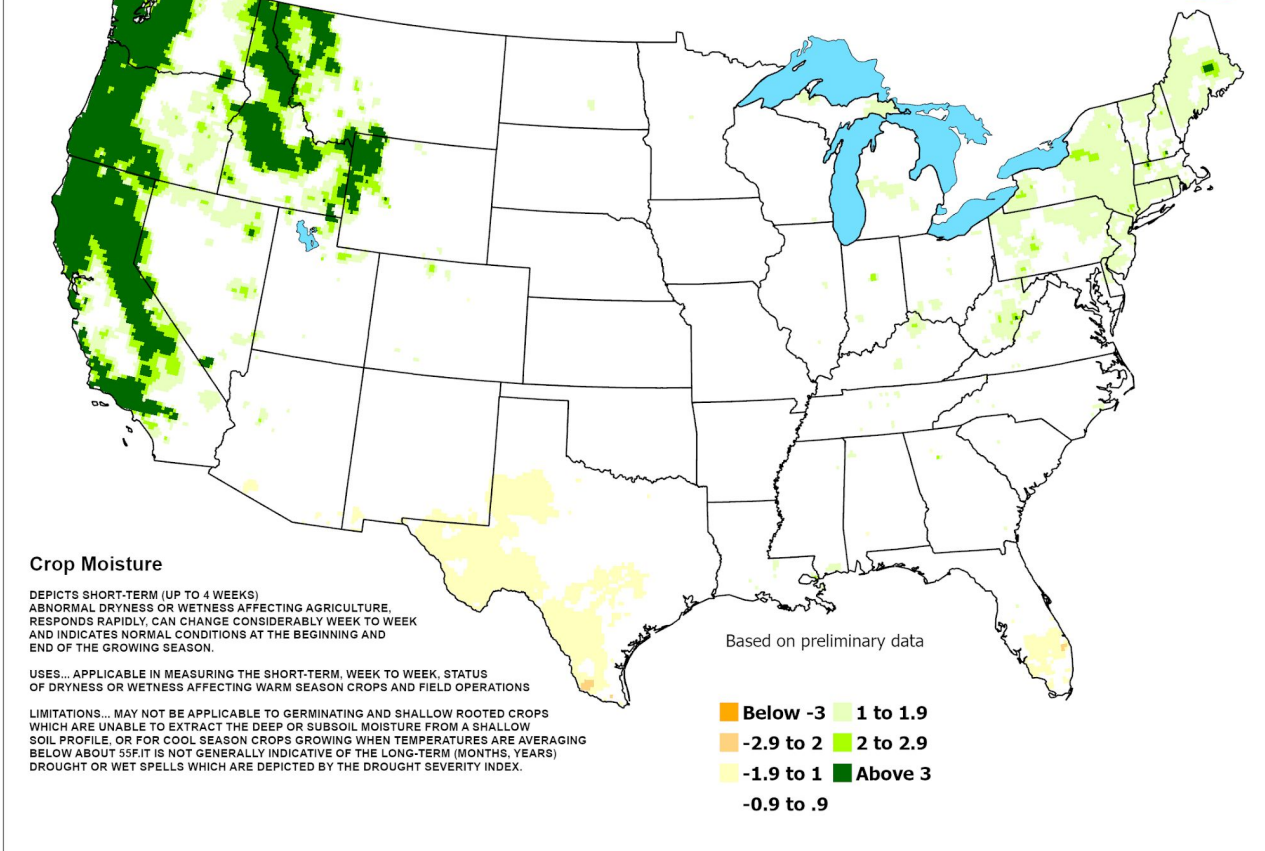 Crop Moisture
DEPICTS SHORT-TERM (UP TO 4 WEEKS)
ABNORMAL DRYNESS OR WETNESS AFFECTING AGRICULTURE,
RESPONDS RAPIDLY, CAN CHANGE CONSIDERABLY WEEK TO WEEK
AND INDICATES NORMAL CONDITIONS AT THE BEGINNING AND
END OF THE GROWING SEASON.
USES... APPLICABLE IN MEASURING THE SHORT-TERM, WEEK TO WEEK, STATUS
OF DRYNESS OR WETNESS AFFECTING WARM SEASON CROPS AND FIELD OPERATIONS
LIMITATIONS... MAY NOT BE APPLICABLE TO GERMINATING AND SHALLOW ROOTED CROPS
WHICH ARE UNABLE TO EXTRACT THE DEEP OR SUBSOIL MOISTURE FROM A SHALLOW
SOIL PROFILE, OR FOR COOL SEASON CROPS GROWING WHEN TEMPERATURES ARE AVERAGING
BELOW ABOUT 55F.IT IS NOT GENERALLY INDICATIVE OF THE LONG-TERM (MONTHS, YEARS)
DROUGHT OR WET SPELLS WHICH ARE DEPICTED BY THE DROUGHT SEVERITY INDEX.
Based on preliminary data
Below -3
-2.9 to 2
-1.9 to 1
-0.9 to .9
1 to 1.9
2 to 2.9
Above 3